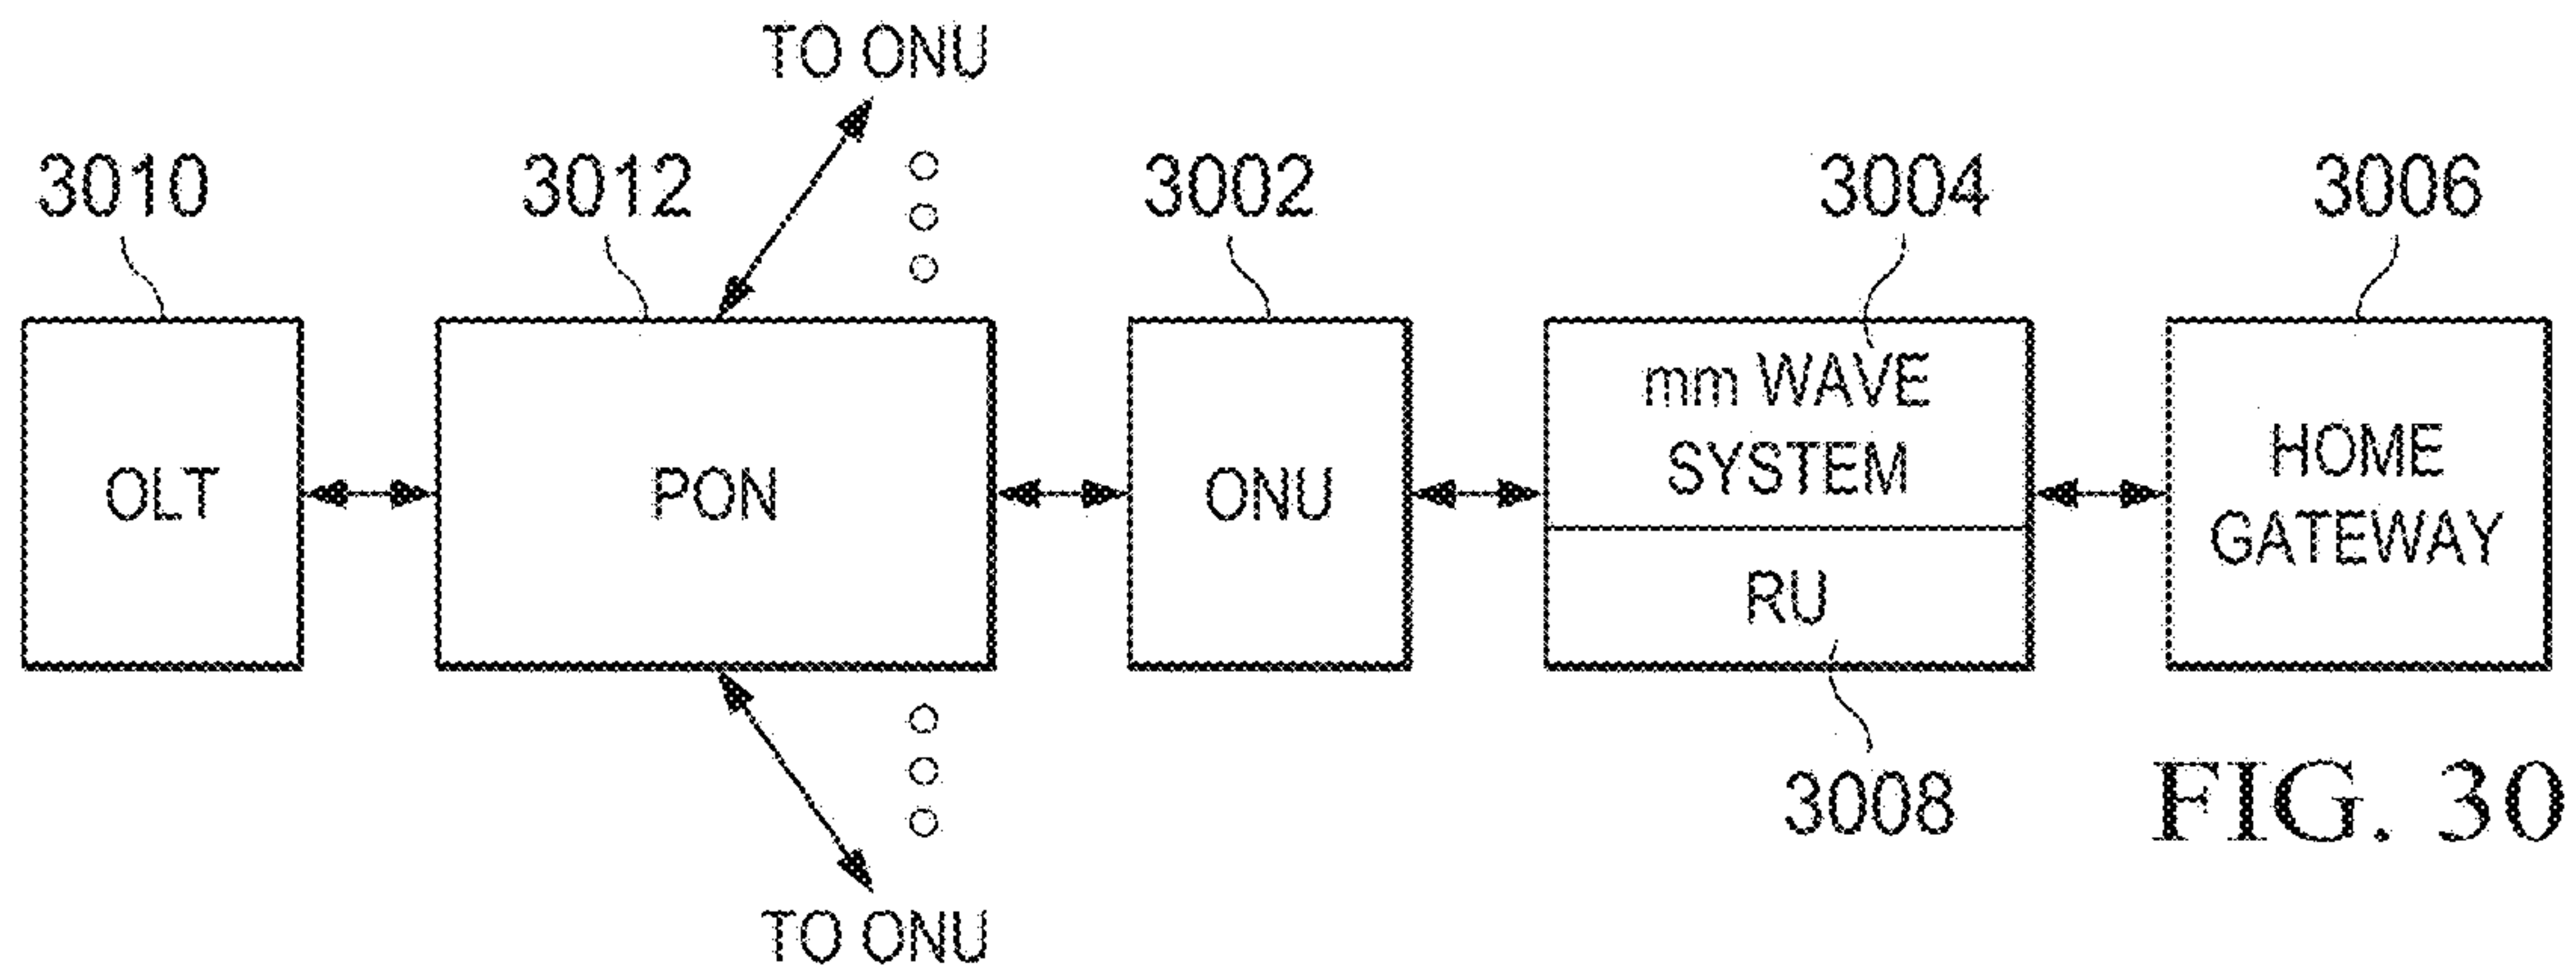 TO ONU
3010
3012
3002
3004
3006
OLT
PON
ONU
mm WAVE
SYSTEM
RU
HOME
GATEWAY
3008
FIG. 30
TO ONU